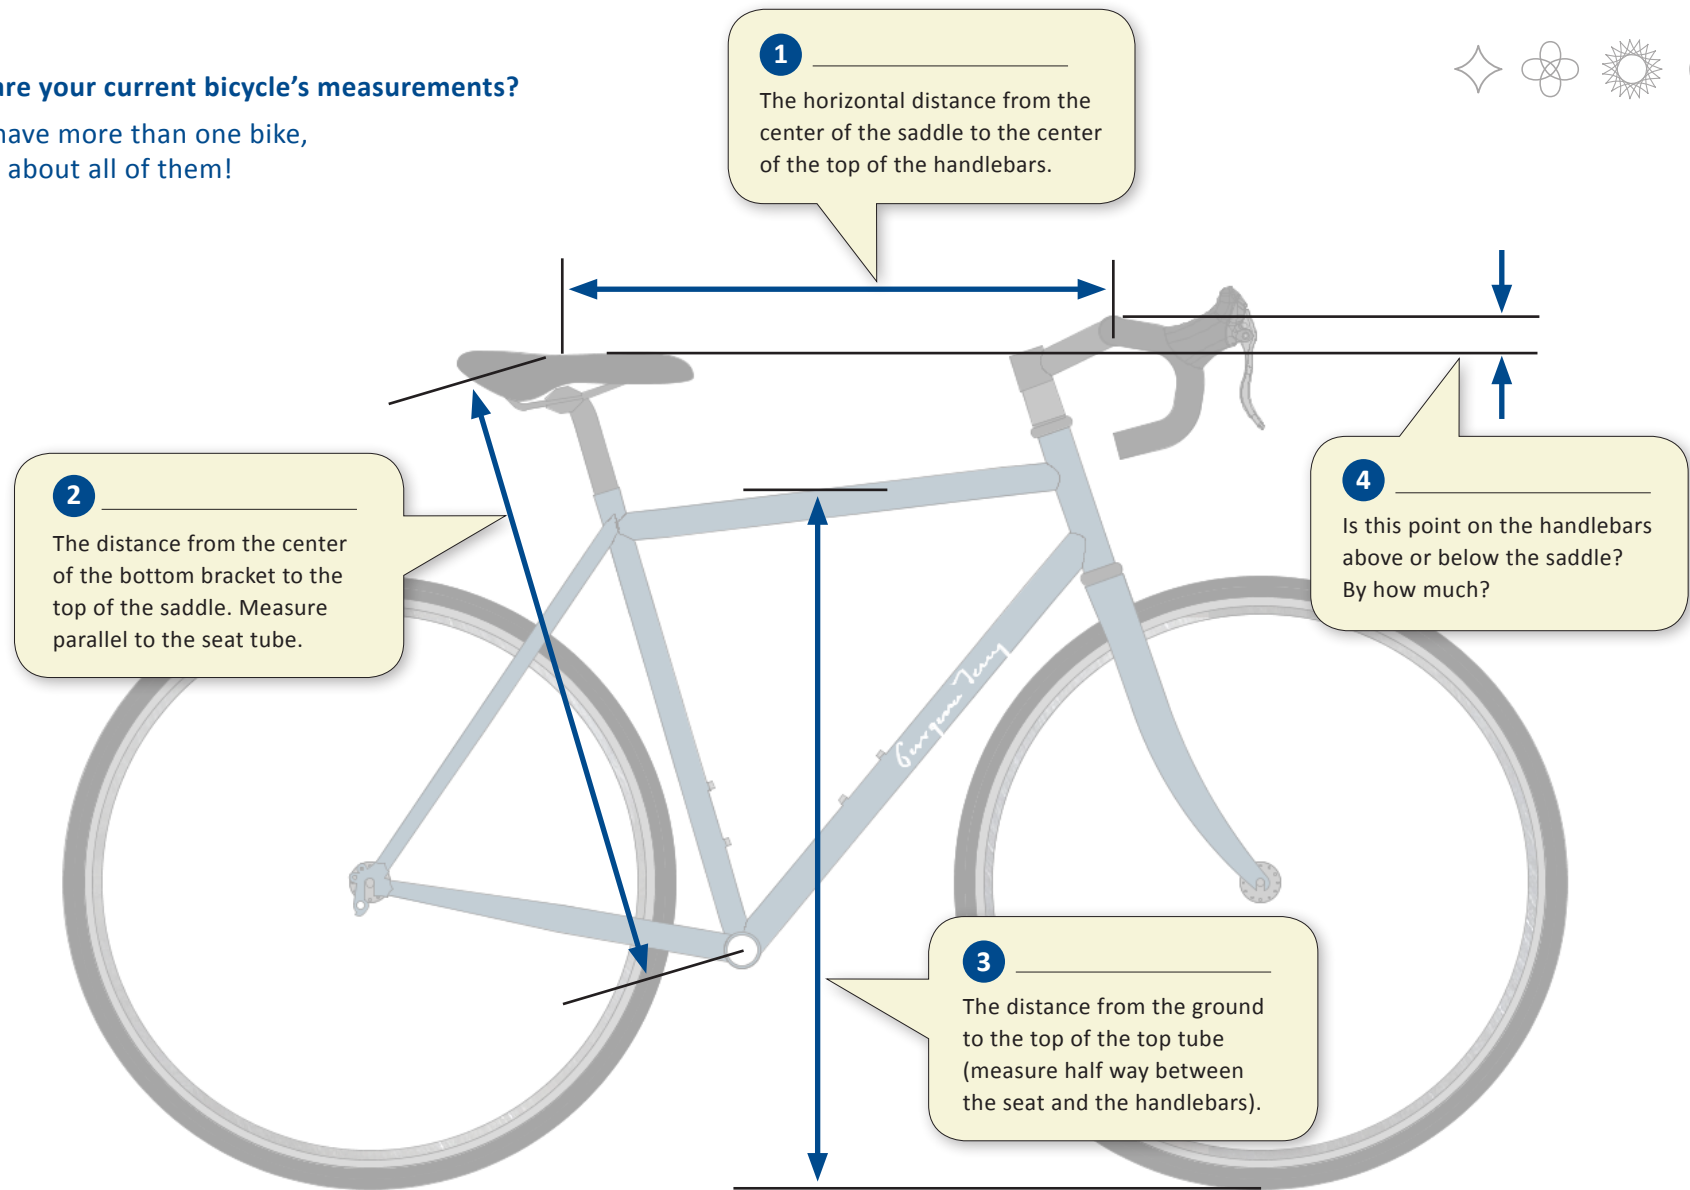 are your current bicycle's measurements?
have more than one bike,
about all of them!
1
The horizontal distance from the
center of the saddle to the center
of the top of the handlebars.
2
The distance from the center
of the bottom bracket to the
top of the saddle. Measure
parallel to the seat tube.
4
Is this point on the handlebars
above or below the saddle?
By how much?
3
The distance from the ground
to the top of the top tube
(measure half way between
the seat and the handlebars).